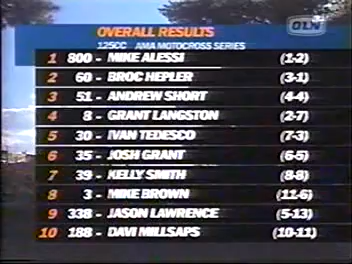 OLN
OVERALL RESULTS
125CC AMA MOTOCROSS SERIES
1 800 - MIKE ALESSI (1-2)
2 60 - BROC HEPLER (3-1)
3 51 - ANDREW SHORT (4-4)
4 8 - GRANT LANGSTON (2-7)
5 30 - IVAN TEDESCO (7-3)
6 35 - JOSH GRANT (6-5)
7 39 - KELLY SMITH (8-8)
8 3 - MIKE BROWN (11-6)
9 338 - JASON LAWRENCE (5-13)
10 188 - DAVI MILLSAPS (10-11)